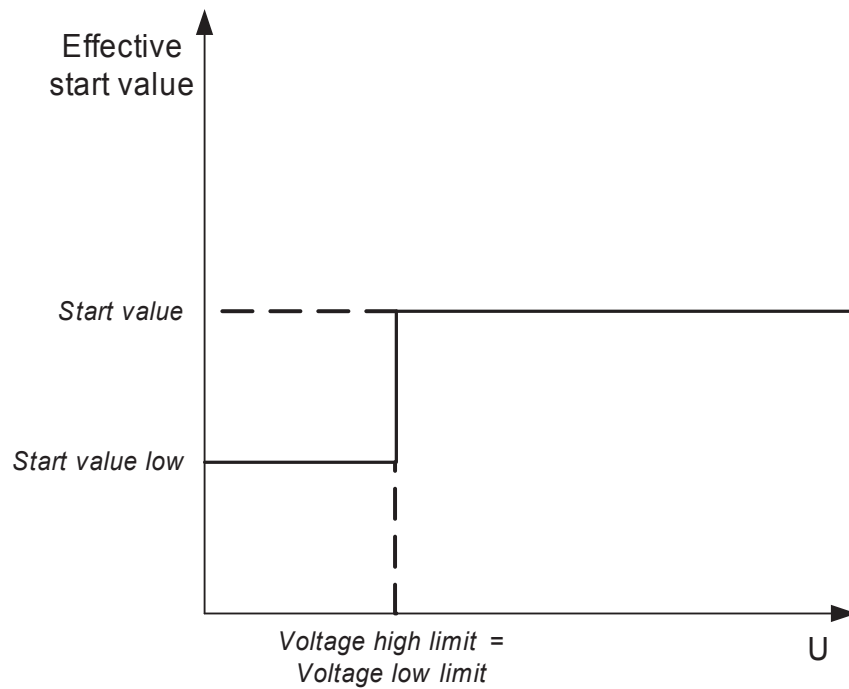 Effective
start value
Start value
Start value low
Voltage high limit =
Voltage low limit
U